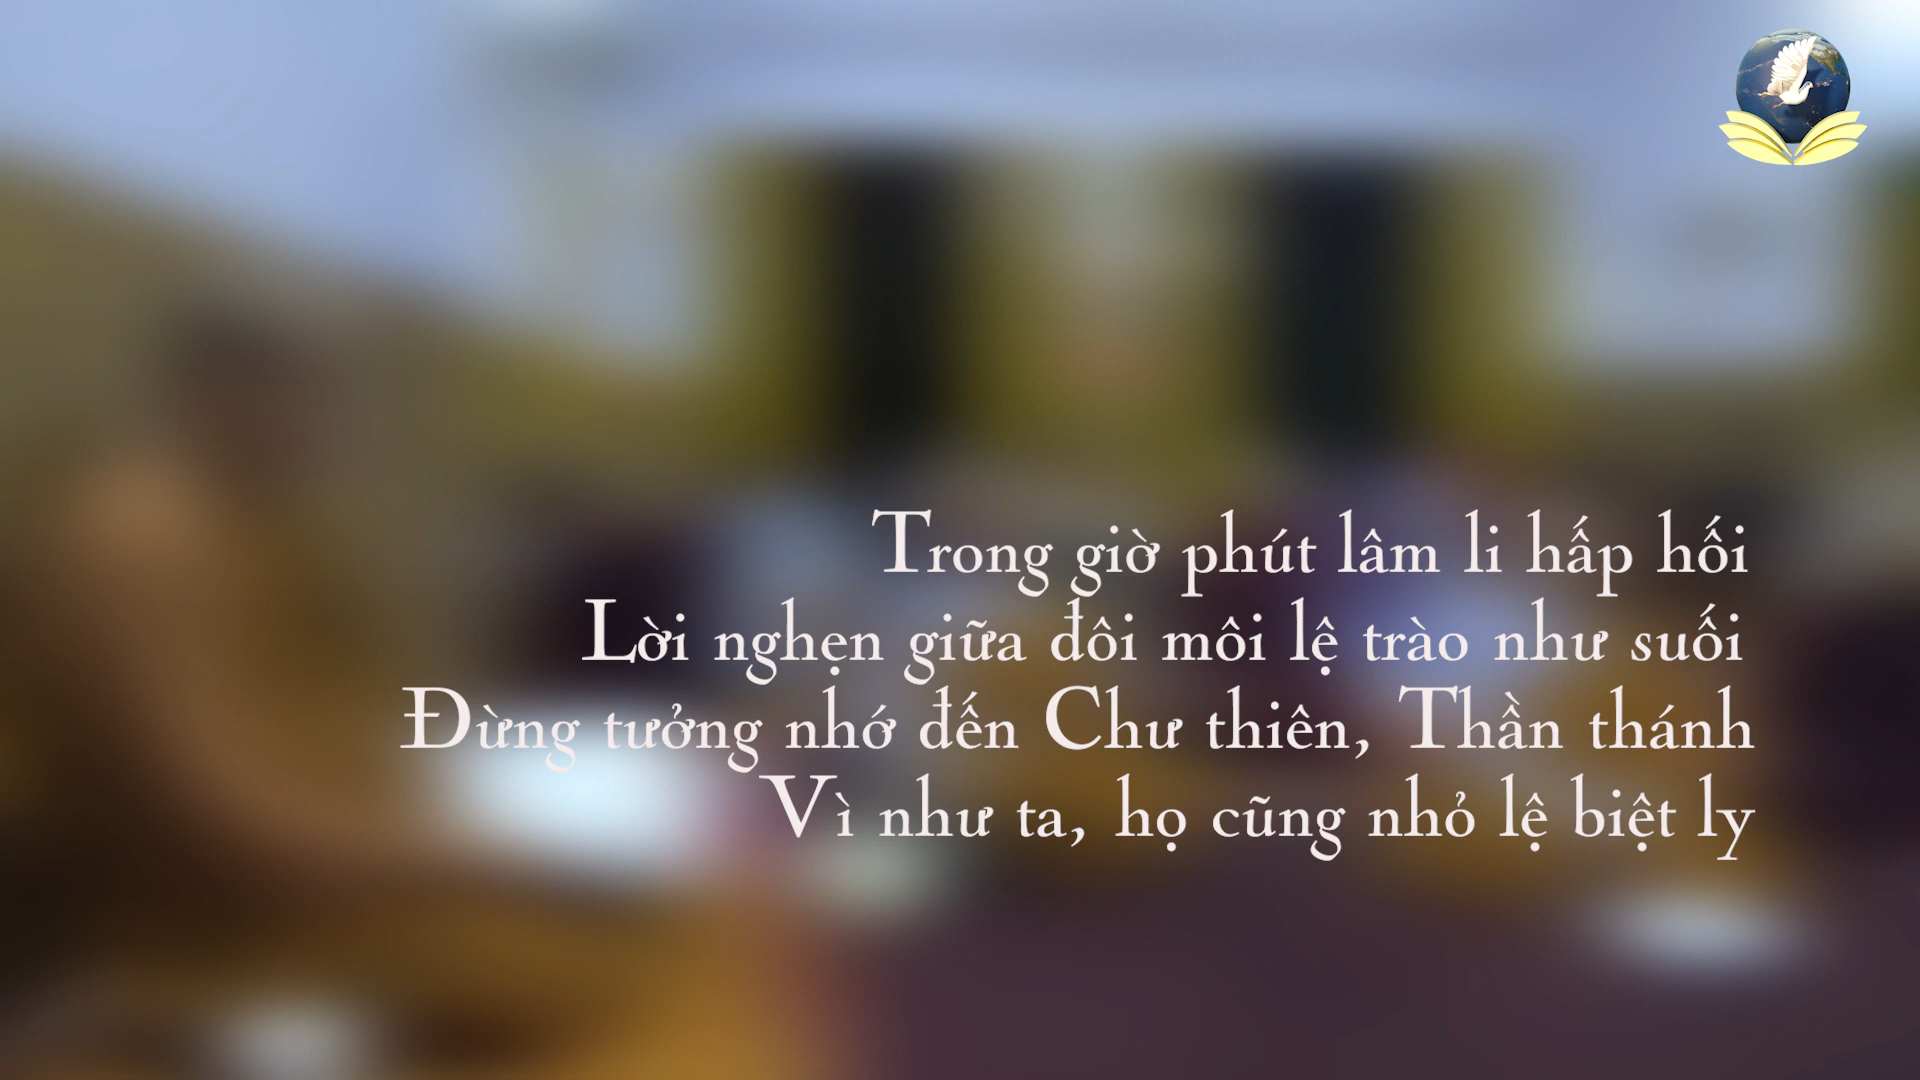 Trong giờ phút lâm li hấp hối
Lời nghẹn giữa đôi môi lệ trào như suối
Đừng tưởng nhớ đến Chư thiên, Thần thánh
Vì như ta, họ cũng nhỏ lệ biệt ly